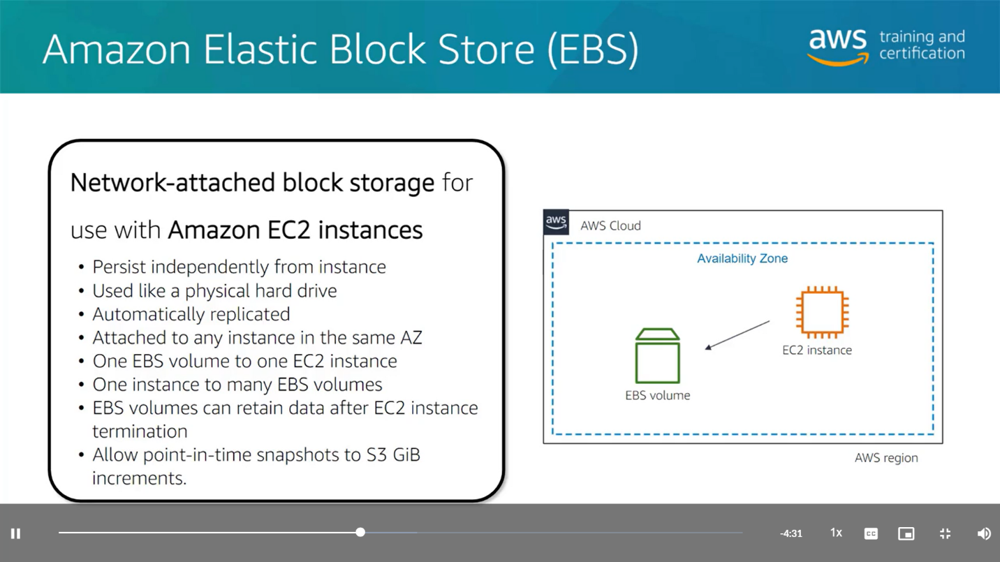 Amazon Elastic Block Store (EBS)
aws training and
certification
Network-attached block storage for
use with Amazon EC2 instances
• Persist independently from instance
• Used like a physical hard drive
• Automatically replicated
• Attached to any instance in the same AZ
• One EBS volume to one EC2 instance
• One instance to many EBS volumes
• EBS volumes can retain data after EC2 instance
termination
• Allow point-in-time snapshots to S3 GiB
increments.
aws AWS Cloud
Availability Zone
EC2 instance
EBS volume
AWS region
-4:31 1x CC